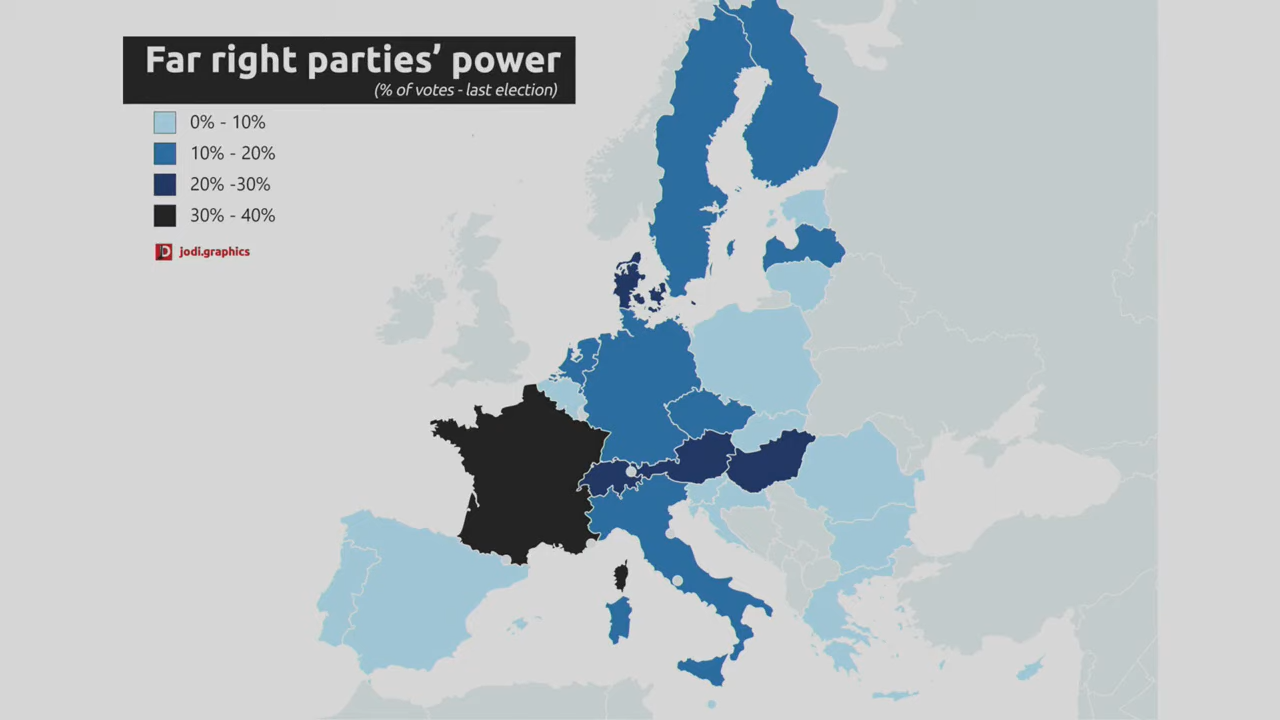 Far right parties’ power
(% of votes - last election)
0% - 10%
10% - 20%
20% -30%
30% - 40%
jodi.graphics